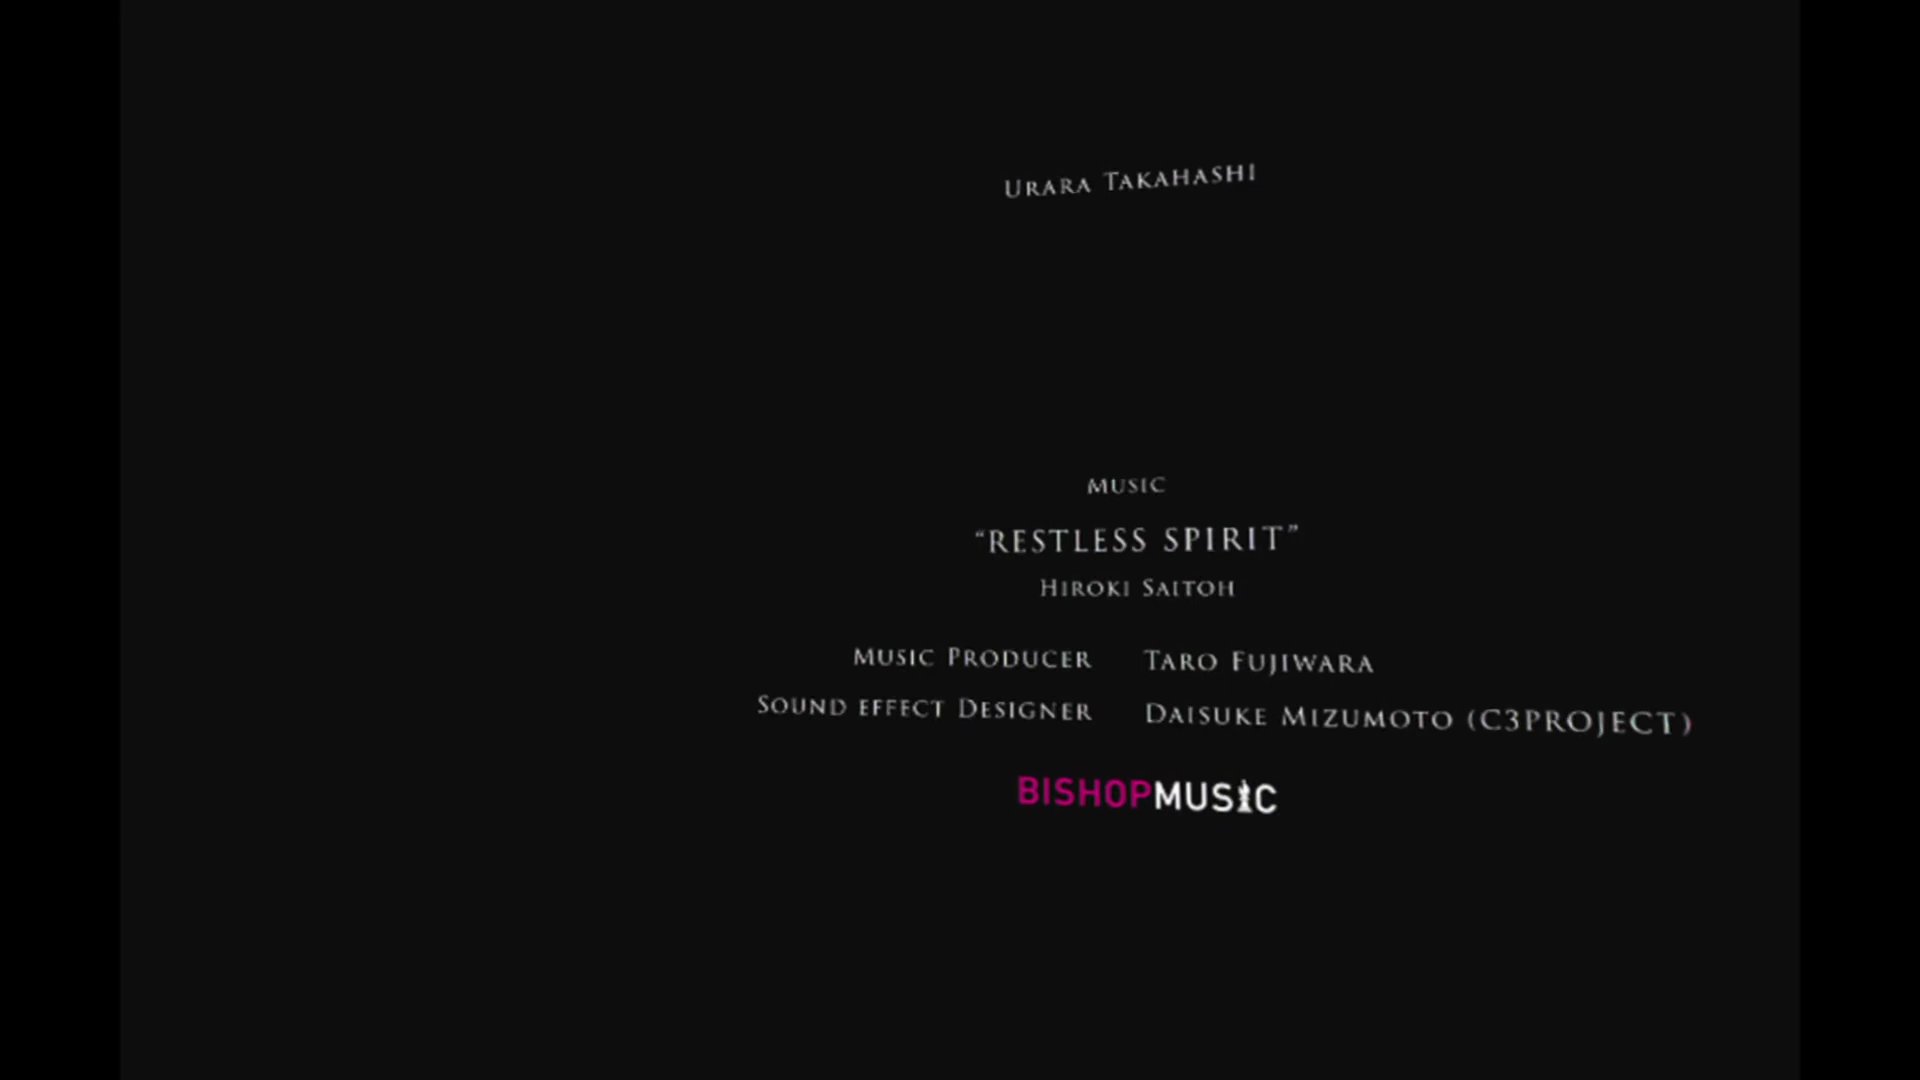 URARA TAKAHASHI
MUSIC
“RESTLESS SPIRIT”
HIROKI SAITOH
MUSIC PRODUCER TARO FUJIWARA
SOUND EFFECT DESIGNER DAISUKE MIZUMOTO (C3PROJECT)
BISHOPMUSIC